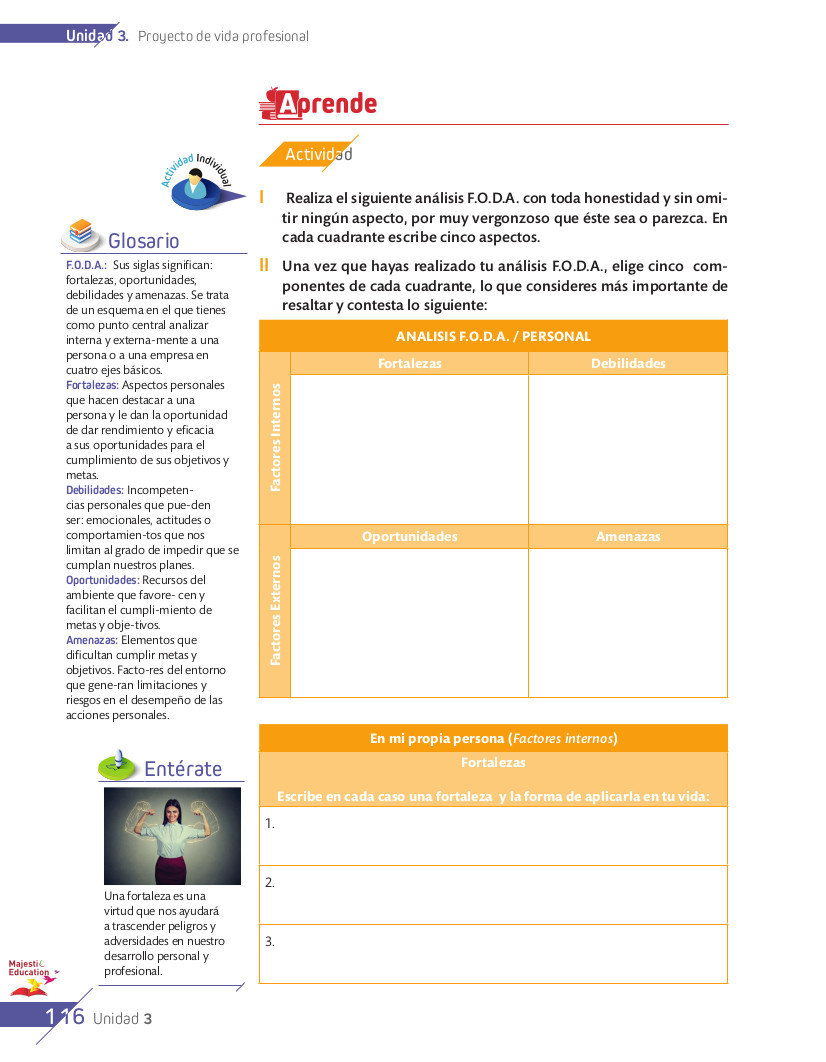 Unidad 3. Proyecto de vida profesional
Aprende
Actividad
Actividad Individual
I Realiza el siguiente análisis F.O.D.A. con toda honestidad y sin omi-
tir ningún aspecto, por muy vergonzoso que éste sea o parezca. En
cada cuadrante escribe cinco aspectos.
II Una vez que hayas realizado tu análisis F.O.D.A., elige cinco com-
ponentes de cada cuadrante, lo que consideres más importante de
resaltar y contesta lo siguiente:
Glosario
F.O.D.A.: Sus siglas significan:
fortalezas, oportunidades,
debilidades y amenazas. Se trata
de un esquema en el que tienes
como punto central analizar
interna y externa-mente a una
persona o a una empresa en
cuatro ejes básicos.
Fortalezas: Aspectos personales
que hacen destacar a una
persona y le dan la oportunidad
de dar rendimiento y eficacia
a sus oportunidades para el
cumplimiento de sus objetivos y
metas.
Debilidades: Incompeten-
cias personales que pue-den
ser: emocionales, actitudes o
comportamien-tos que nos
limitan al grado de impedir que se
cumplan nuestros planes.
Oportunidades: Recursos del
ambiente que favore- cen y
facilitan el cumpli-miento de
metas y obje-tivos.
Amenazas: Elementos que
dificultan cumplir metas y
objetivos. Facto-res del entorno
que gene-ran limitaciones y
riesgos en el desempeño de las
acciones personales.
ANALISIS F.O.D.A. / PERSONAL
Fortalezas Debilidades
Factores Internos
Oportunidades Amenazas
Factores Externos
En mi propia persona (Factores internos)
Fortalezas
Escribe en cada caso una fortaleza y la forma de aplicarla en tu vida:
1.
2.
3.
Entérate
Una fortaleza es una
virtud que nos ayudará
a trascender peligros y
adversidades en nuestro
desarrollo personal y
profesional.
Majestic
Education
116 Unidad 3